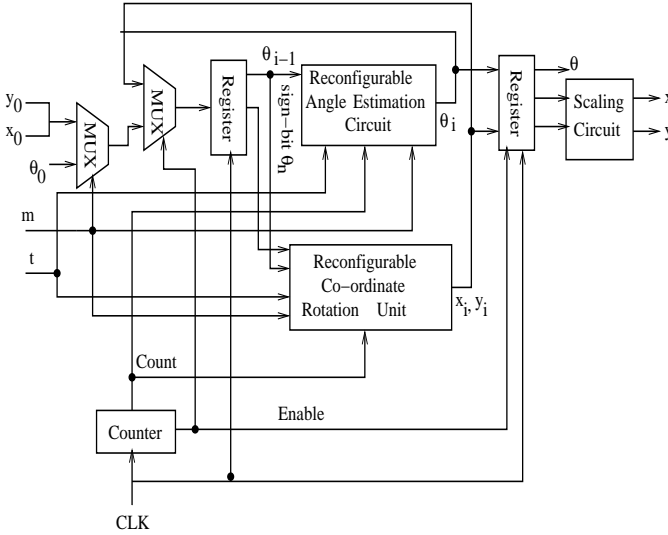 y0
x0
θ0
MUX
MUX
Register
θi−1
sign−bit θn
Reconfigurable
Angle Estimation
Circuit
θi
Register
θ
Scaling
Circuit
x
y
m
t
Reconfigurable
Co−ordinate
Rotation Unit
xi, yi
Count
Counter
Enable
CLK